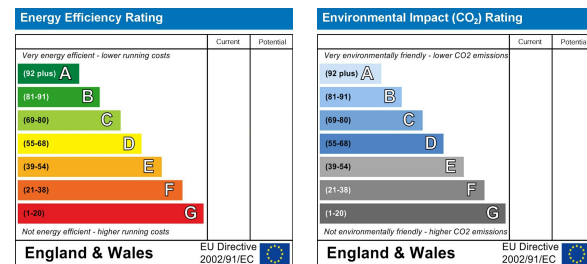 Energy Efficiency Rating
Current Potential
Very energy efficient - lower running costs
(92 plus) A
(81-91) B
(69-80) C
(55-68) D
(39-54) E
(21-38) F
(1-20) G
Not energy efficient - higher running costs
England & Wales
EU Directive
2002/91/EC
Environmental Impact (CO₂) Rating
Current Potential
Very environmentally friendly - lower CO2 emissions
(92 plus) A
(81-91) B
(69-80) C
(55-68) D
(39-54) E
(21-38) F
(1-20) G
Not environmentally friendly - higher CO2 emissions
England & Wales
EU Directive
2002/91/EC